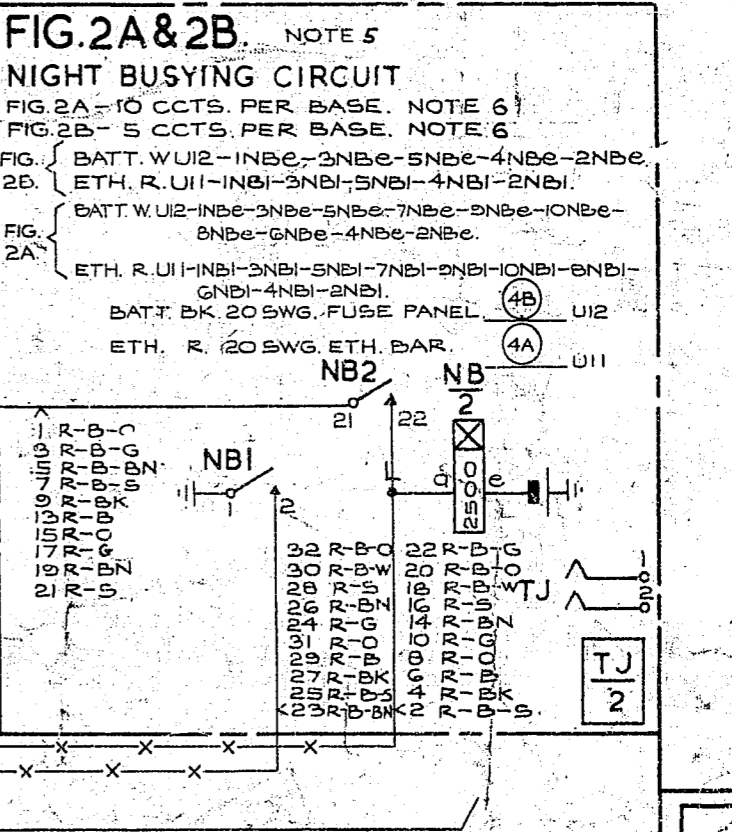 FIG.2A&2B. NOTE 5
NIGHT BUSYING CIRCUIT
FIG.2A-10 CCTS. PER BASE. NOTE 6
FIG.2B-5 CCTS. PER BASE. NOTE 6
FIG. 2B. BATT. W U12-1NBe-3NBe-5NBe-4NBe-2NBe
ETH. R. U11-1NB1-3NB1-5NB1-4NB1-2NB1.
FIG. 2A BATT. W. U12-1NBe-3NBe-5NBe-7NBe-9NBe-10NBe-
8NBe-6NBe-4NBe-2NBe.
ETH. R. U11-1NB1-3NB1-5NB1-7NB1-9NB1-10NB1-8NB1-
6NB1-4NB1-2NB1.
BATT. BK. 20 SWG. FUSE PANEL. 4B U12
ETH. R. 20 SWG. ETH. BAR. 4A U11
NB2
NB
2
21
22
1 R-B-O
3 R-B-G
5 R-B-BN
7 R-B-S
9 R-BK
13 R-B
15 R-O
17 R-G
19 R-BN
21 R-S
NB1
1
2
d
2500
e
32 R-B-O
30 R-B-W
28 R-S
26 R-BN
24 R-G
31 R-O
29 R-B
27 R-BK
25 R-B-S
23 R-B-BN
22 R-B-G
20 R-B-O
18 R-B-W
16 R-S
14 R-BN
10 R-G
8 R-O
6 R-B
4 R-BK
2 R-B-S
TJ
1
2
TJ
2